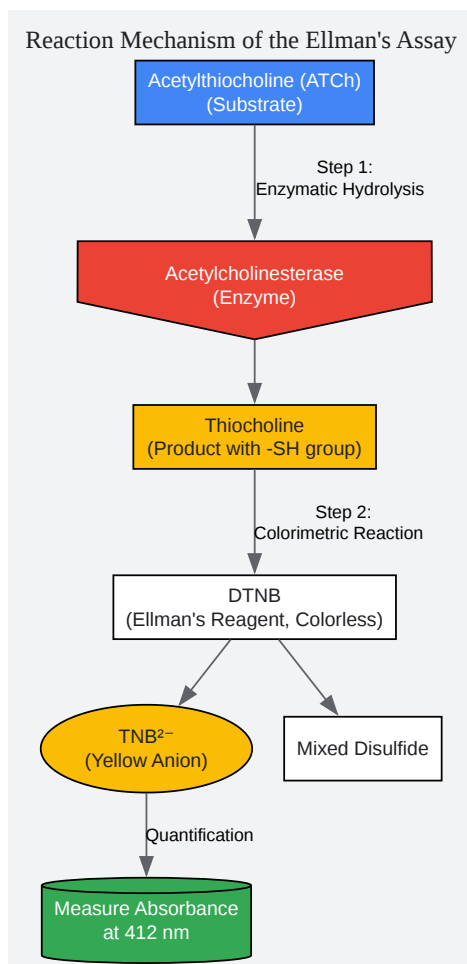 Reaction Mechanism of the Ellman's Assay
Acetylthiocholine (ATCh)
(Substrate)
Step 1:
Enzymatic Hydrolysis
Acetylcholinesterase
(Enzyme)
Thiocholine
(Product with -SH group)
Step 2:
Colorimetric Reaction
DTNB
(Ellman's Reagent, Colorless)
TNB²⁻
(Yellow Anion)
Mixed Disulfide
Quantification
Measure Absorbance
at 412 nm